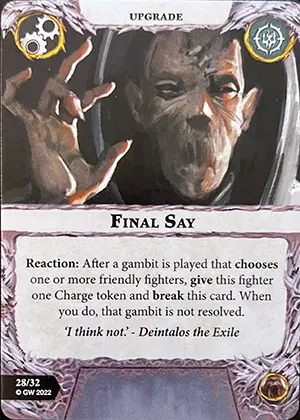 UPGRADE
FINAL SAY
Reaction: After a gambit is played that chooses
one or more friendly fighters, give this fighter
one Charge token and break this card. When
you do, that gambit is not resolved.
‘I think not.’ - Deintalos the Exile
28/32
© GW 2022